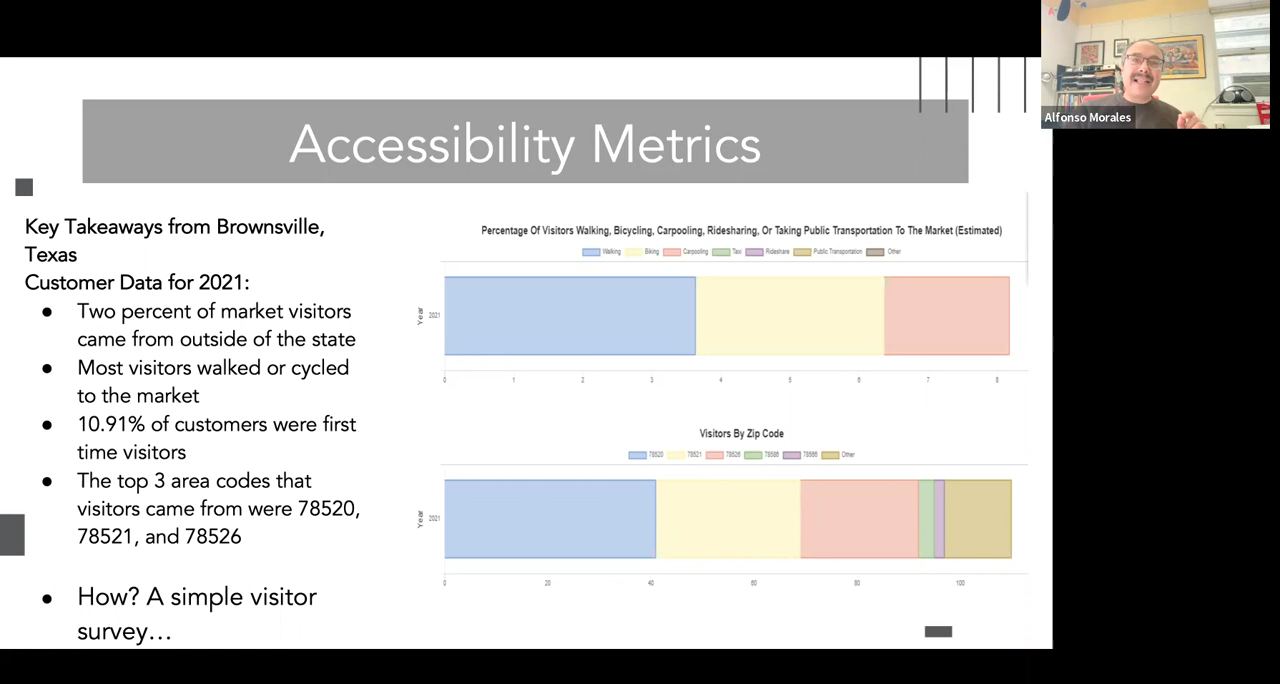 Alfonso Morales
Accessibility Metrics
Key Takeaways from Brownsville,
Texas
Customer Data for 2021:
● Two percent of market visitors
came from outside of the state
● Most visitors walked or cycled
to the market
● 10.91% of customers were first
time visitors
● The top 3 area codes that
visitors came from were 78520,
78521, and 78526
● How? A simple visitor
survey…
Percentage Of Visitors Walking, Bicycling, Carpooling, Ridesharing, Or Taking Public Transportation To The Market (Estimated)
Walking Biking Carpooling Taxi Rideshare Public Transportation Other
Year
2021
0 1 2 3 4 5 6 7 8
Visitors By Zip Code
78520 78521 78526 Other
Year
2021
0 20 40 60 80 100